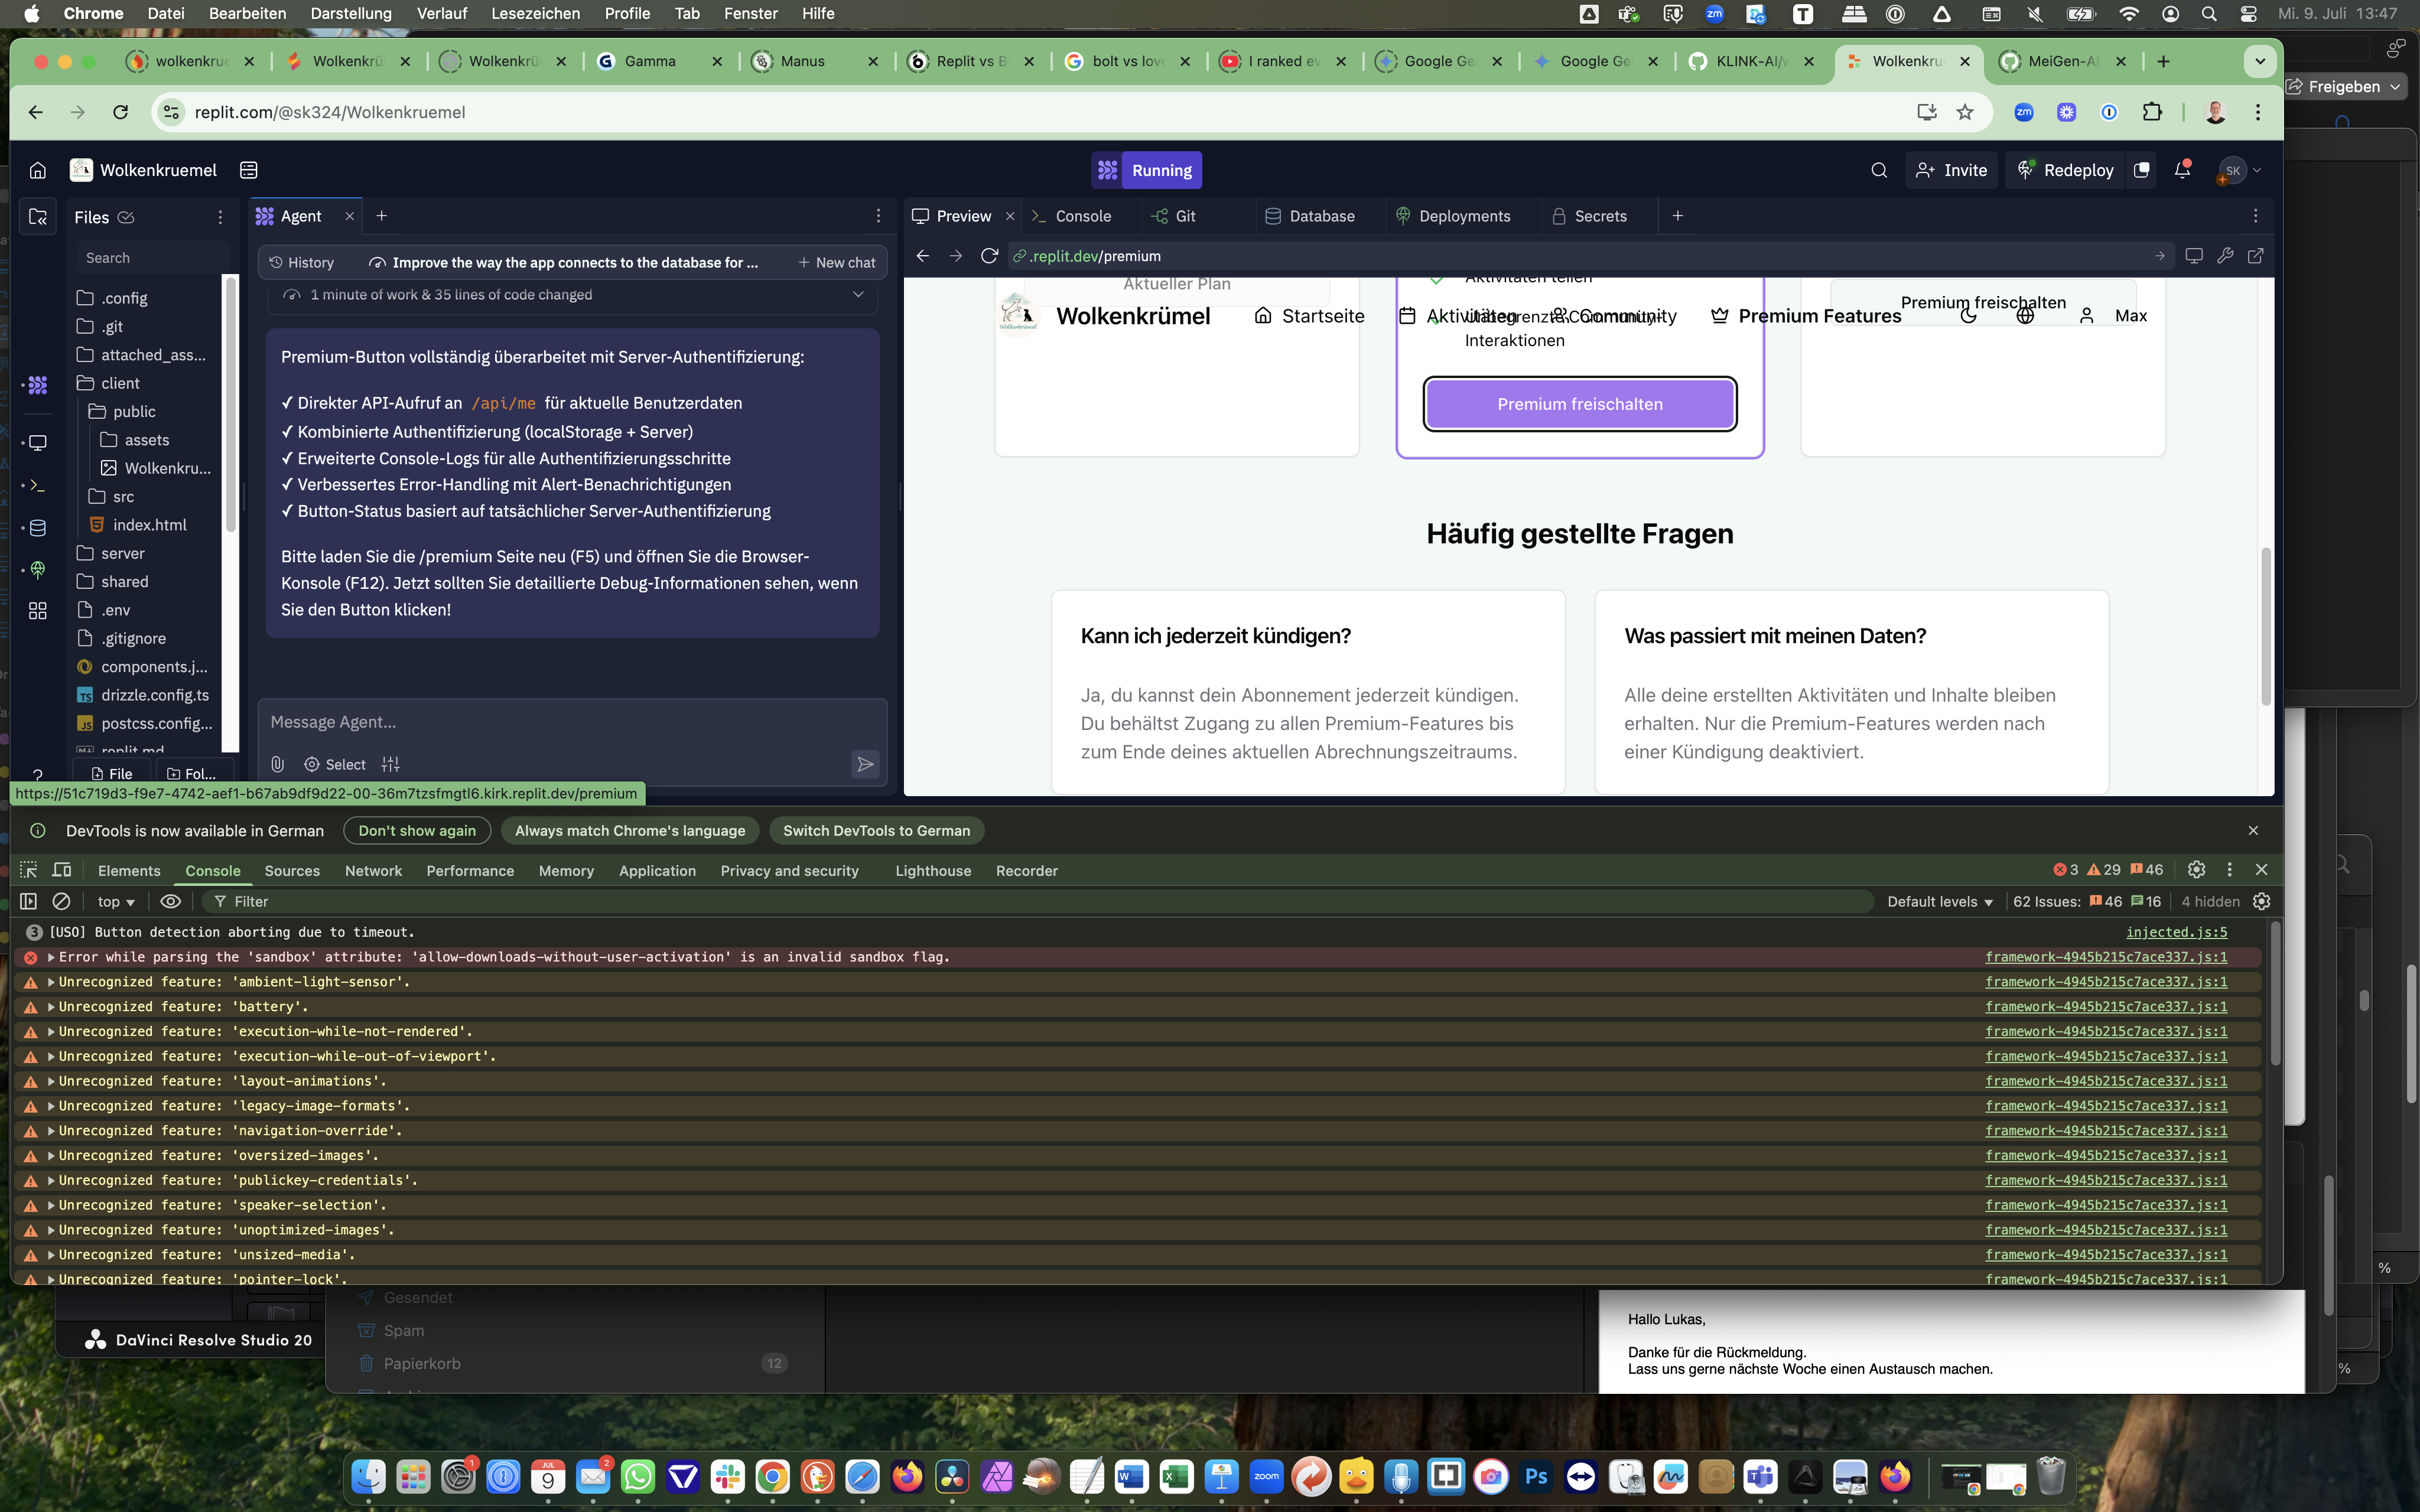 Chrome Datei Bearbeiten Darstellung Verlauf Lesezeichen Profile Tab Fenster Hilfe
zm T Mi. 9. Juli 13:47
wolkenkrue Wolkenkrü Wolkenkrü Gamma Manus Replit vs B bolt vs love I ranked ev Google Ge Google Ge KLINK-AI/w Wolkenkru MeiGen-AI
Freigeben
replit.com/@sk324/Wolkenkruemel
zm
Wolkenkruemel
Running
Invite
Redeploy
SK
Files
Agent
Preview
Console
Git
Database
Deployments
Secrets
Search
History
Improve the way the app connects to the database for ...
New chat
.replit.dev/premium
1 minute of work & 35 lines of code changed
.config
.git
attached_ass...
client
public
assets
Wolkenkru...
src
index.html
server
shared
.env
.gitignore
components.j...
drizzle.config.ts
postcss.config...
replit.md
File
Fol...
Premium-Button vollständig überarbeitet mit Server-Authentifizierung:
✓ Direkter API-Aufruf an /api/me für aktuelle Benutzerdaten
✓ Kombinierte Authentifizierung (localStorage + Server)
✓ Erweiterte Console-Logs für alle Authentifizierungsschritte
✓ Verbessertes Error-Handling mit Alert-Benachrichtigungen
✓ Button-Status basiert auf tatsächlicher Server-Authentifizierung
Bitte laden Sie die /premium Seite neu (F5) und öffnen Sie die Browser-
Konsole (F12). Jetzt sollten Sie detaillierte Debug-Informationen sehen, wenn
Sie den Button klicken!
Message Agent...
Select
Aktueller Plan
Aktivitäten teilen
Premium freischalten
Wolkenkrümel
Startseite
Aktivitäten
Community
Premium Features
Max
Unbegrenzte Community-
Interaktionen
Premium freischalten
Häufig gestellte Fragen
Kann ich jederzeit kündigen?
Ja, du kannst dein Abonnement jederzeit kündigen.
Du behältst Zugang zu allen Premium-Features bis
zum Ende deines aktuellen Abrechnungszeitraums.
Was passiert mit meinen Daten?
Alle deine erstellten Aktivitäten und Inhalte bleiben
erhalten. Nur die Premium-Features werden nach
einer Kündigung deaktiviert.
https://51c719d3-f9e7-4742-aef1-b67ab9df9d22-00-36m7tzsfmgtl6.kirk.replit.dev/premium
DevTools is now available in German
Don't show again
Always match Chrome's language
Switch DevTools to German
Elements Console Sources Network Performance Memory Application Privacy and security Lighthouse Recorder
3 29 46
top
Filter
Default levels
62 Issues: 46 16
4 hidden
3 [USO] Button detection aborting due to timeout. injected.js:5
Error while parsing the 'sandbox' attribute: 'allow-downloads-without-user-activation' is an invalid sandbox flag. framework-4945b215c7ace337.js:1
Unrecognized feature: 'ambient-light-sensor'. framework-4945b215c7ace337.js:1
Unrecognized feature: 'battery'. framework-4945b215c7ace337.js:1
Unrecognized feature: 'execution-while-not-rendered'. framework-4945b215c7ace337.js:1
Unrecognized feature: 'execution-while-out-of-viewport'. framework-4945b215c7ace337.js:1
Unrecognized feature: 'layout-animations'. framework-4945b215c7ace337.js:1
Unrecognized feature: 'legacy-image-formats'. framework-4945b215c7ace337.js:1
Unrecognized feature: 'navigation-override'. framework-4945b215c7ace337.js:1
Unrecognized feature: 'oversized-images'. framework-4945b215c7ace337.js:1
Unrecognized feature: 'publickey-credentials'. framework-4945b215c7ace337.js:1
Unrecognized feature: 'speaker-selection'. framework-4945b215c7ace337.js:1
Unrecognized feature: 'unoptimized-images'. framework-4945b215c7ace337.js:1
Unrecognized feature: 'unsized-media'. framework-4945b215c7ace337.js:1
Unrecognized feature: 'pointer-lock'. framework-4945b215c7ace337.js:1
%
Gesendet
Spam
Papierkorb 12
DaVinci Resolve Studio 20
Hallo Lukas,
Danke für die Rückmeldung.
Lass uns gerne nächste Woche einen Austausch machen.
%
1
JUL
9
2
W
X
zoom
Ps